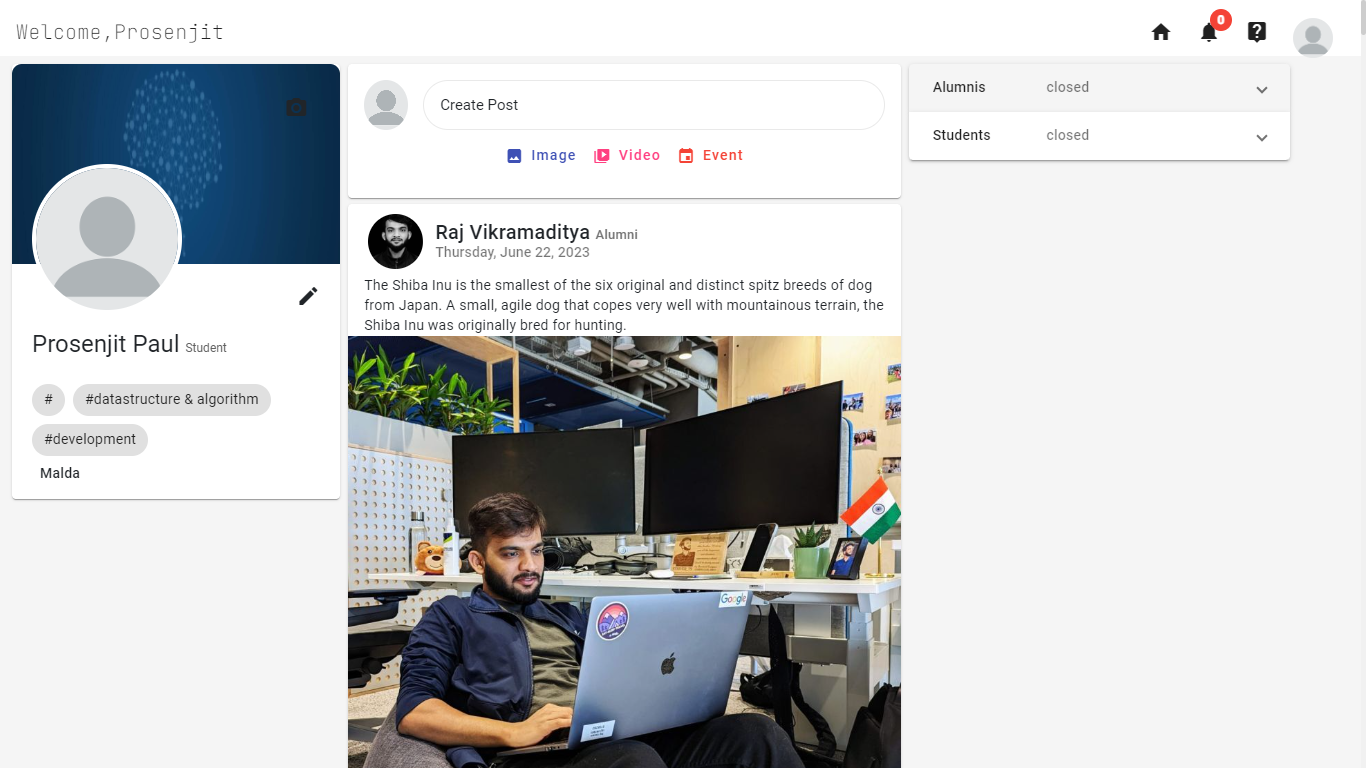 Welcome,Prosenjit
0
Create Post
Image Video Event
Alumnis closed
Students closed
Raj Vikramaditya Alumni
Thursday, June 22, 2023
The Shiba Inu is the smallest of the six original and distinct spitz breeds of dog
from Japan. A small, agile dog that copes very well with mountainous terrain, the
Shiba Inu was originally bred for hunting.
Prosenjit Paul Student
#
#datastructure & algorithm
#development
Malda
Google